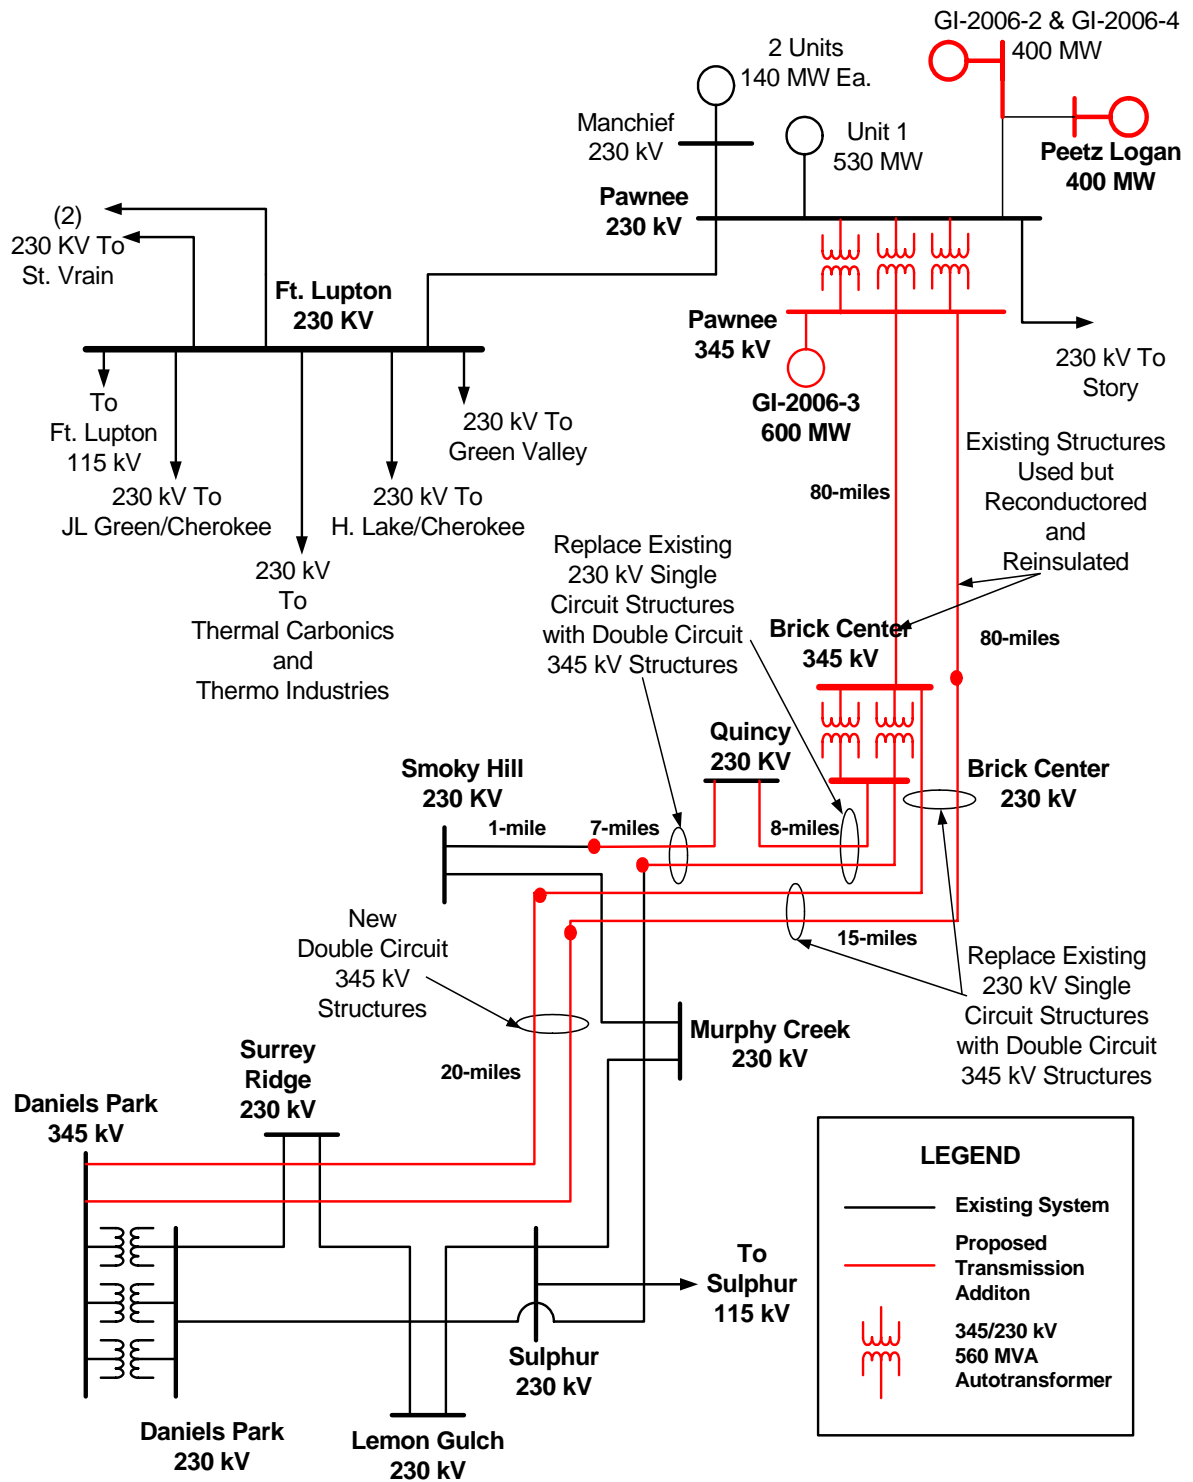 GI-2006-2 & GI-2006-4
400 MW
2 Units
140 MW Ea.
Manchief
230 kV
Unit 1
530 MW
Peetz Logan
400 MW
Pawnee
230 kV
(2)
230 KV To
St. Vrain
Ft. Lupton
230 KV
Pawnee
345 kV
GI-2006-3
600 MW
230 kV To
Story
To
Ft. Lupton
115 kV
230 kV To
Green Valley
230 kV To
JL Green/Cherokee
230 kV To
H. Lake/Cherokee
230 kV
To
Thermal Carbonics
and
Thermo Industries
80-miles
Existing Structures
Used but
Reconductored
and
Reinsulated
Replace Existing
230 kV Single
Circuit Structures
with Double Circuit
345 kV Structures
Brick Center
345 kV
80-miles
Quincy
230 KV
Smoky Hill
230 KV
Brick Center
230 kV
1-mile
7-miles
8-miles
New
Double Circuit
345 kV
Structures
15-miles
Replace Existing
230 kV Single
Circuit Structures
with Double Circuit
345 kV Structures
Murphy Creek
230 kV
Surrey
Ridge
230 kV
20-miles
Daniels Park
345 kV
To
Sulphur
115 kV
Sulphur
230 kV
Daniels Park
230 kV
Lemon Gulch
230 kV
LEGEND
Existing System
Proposed
Transmission
Additon
345/230 kV
560 MVA
Autotransformer